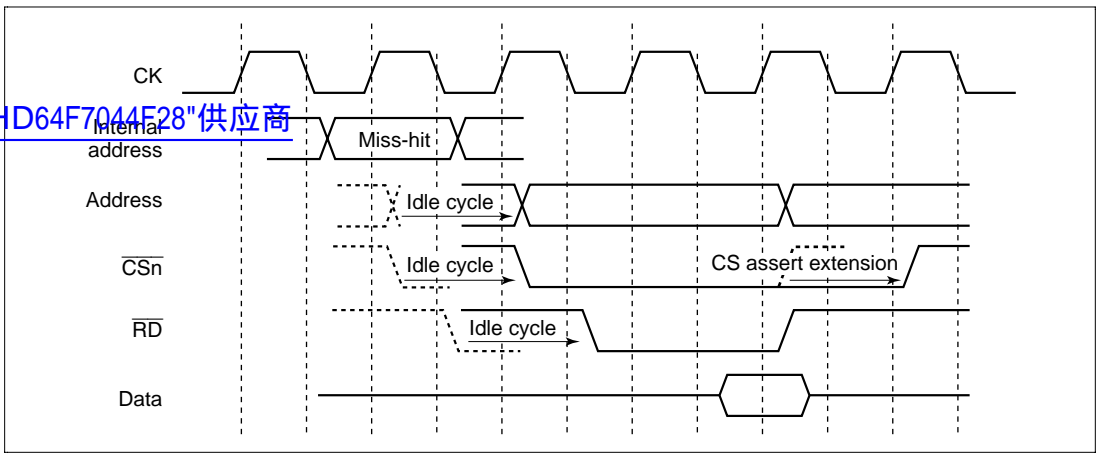 CK
HD64F7044F28"供应商
Internal
address
Miss-hit
Address
Idle cycle
CSn
Idle cycle
CS assert extension
RD
Idle cycle
Data